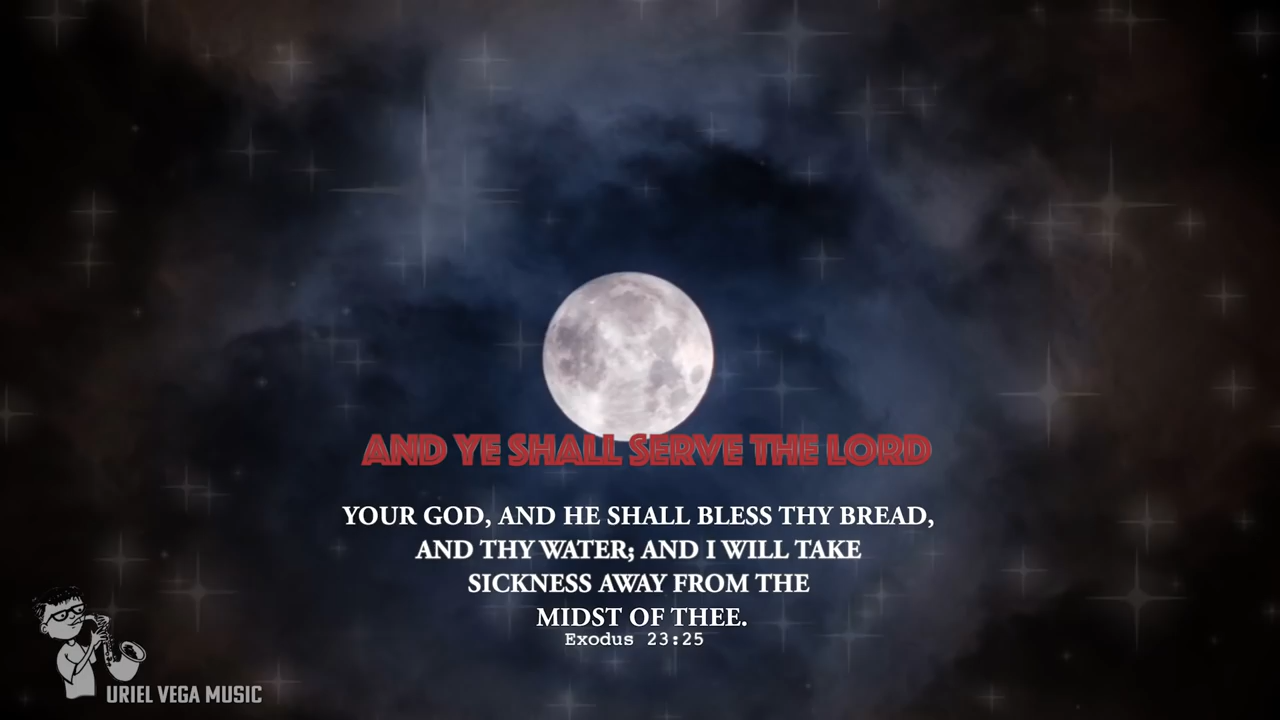 AND YE SHALL SERVE THE LORD
YOUR GOD, AND HE SHALL BLESS THY BREAD,
AND THY WATER; AND I WILL TAKE
SICKNESS AWAY FROM THE
MIDST OF THEE.
Exodus 23:25
URIEL VEGA MUSIC